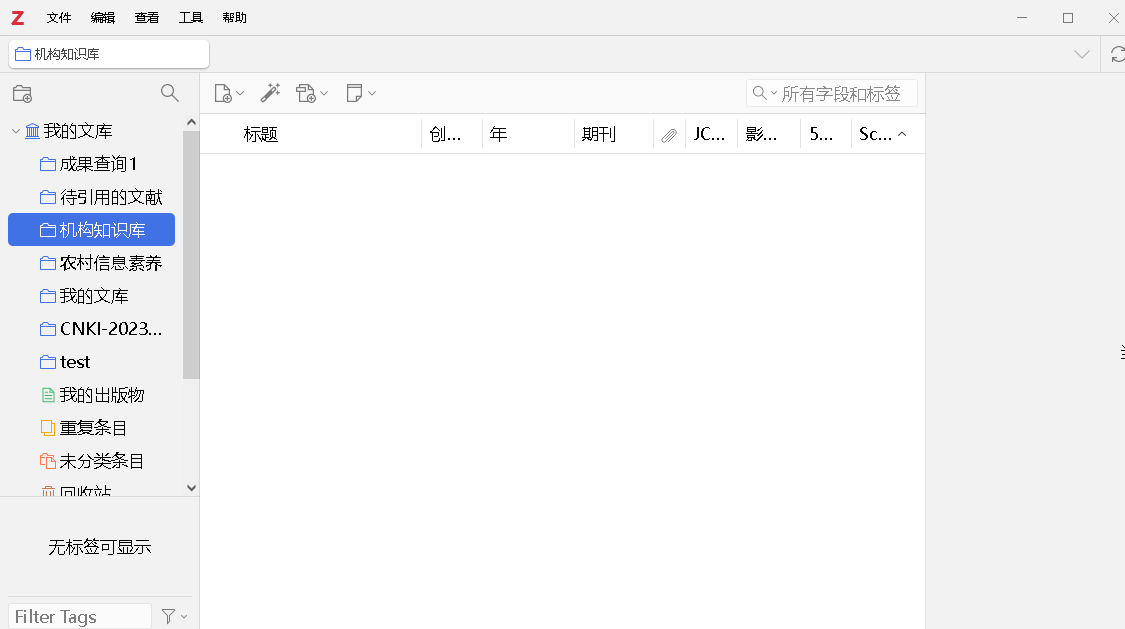 Z 文件 编辑 查看 工具 帮助
机构知识库
所有字段和标签
标题 创... 年 期刊 JC... 影... 5... Sc...
我的文库
成果查询1
待引用的文献
机构知识库
农村信息素养
我的文库
CNKI-2023...
test
我的出版物
重复条目
未分类条目
回收站
无标签可显示
Filter Tags